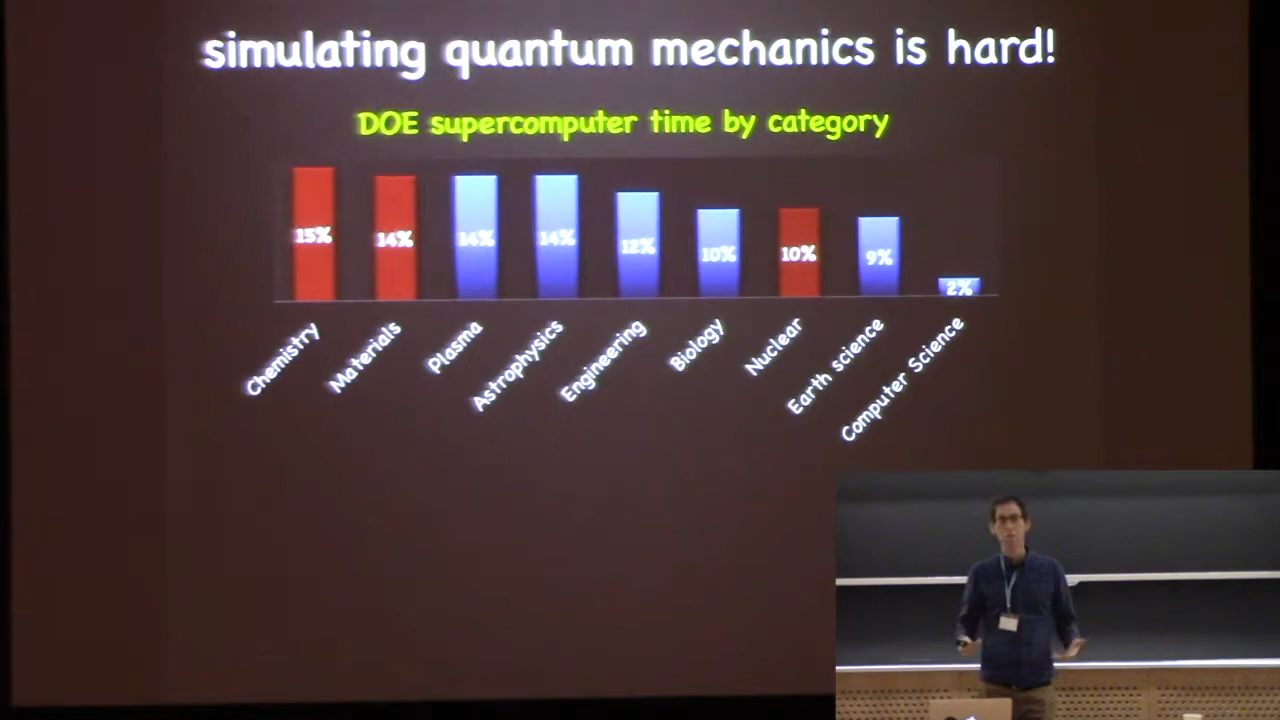 simulating quantum mechanics is hard!
DOE supercomputer time by category
15%
14%
14%
14%
12%
10%
10%
9%
2%
Chemistry
Materials
Plasma
Astrophysics
Engineering
Biology
Nuclear
Earth science
Computer Science